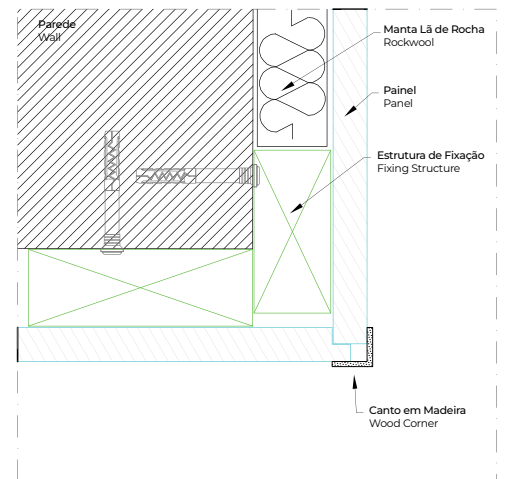 Parede
Wall
Manta Lã de Rocha
Rockwool
Painel
Panel
Estrutura de Fixação
Fixing Structure
Canto em Madeira
Wood Corner